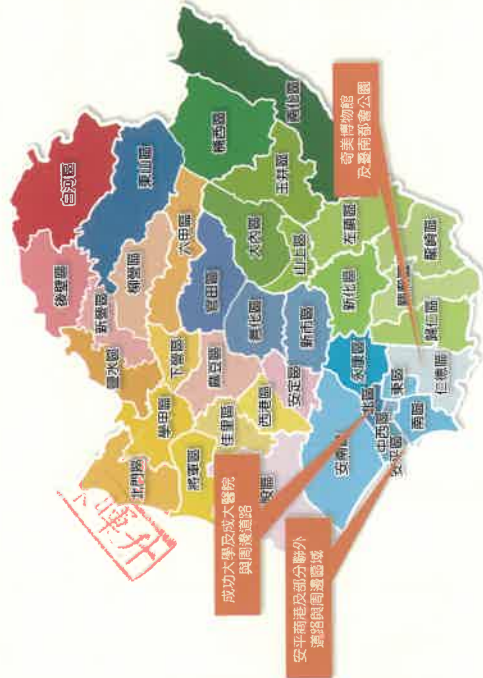 白河區
後壁區
東山區
新營區
鹽水區
柳營區
六甲區
楠西區
南化區
北門區
學甲區
下營區
官田區
大內區
玉井區
將軍區
佳里區
麻豆區
善化區
山上區
左鎮區
西港區
安定區
新市區
新化區
龍崎區
股區
安南區
永康區
歸仁區
北區
中西區
東區
仁德區
安平區
南區
奇美博物館
及臺南都會公園
成功大學及成大醫院
與周邊道路
安平商港及部分聯外
道路與周邊區域